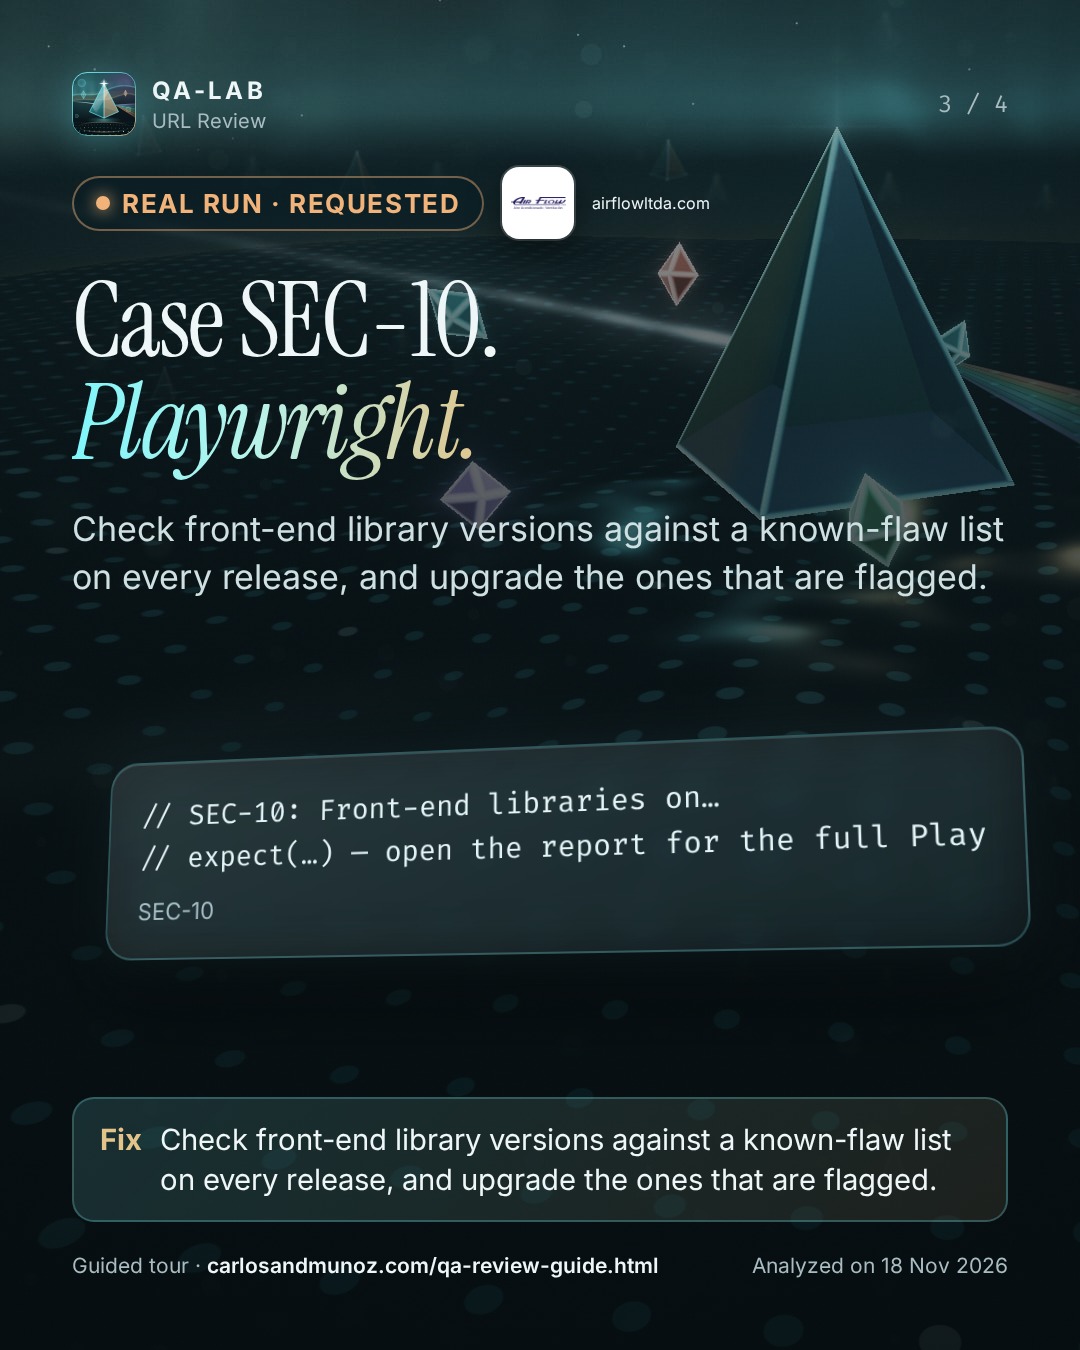 QA-LAB
URL Review
3 / 4
REAL RUN · REQUESTED
AIR FLOW
airflowltda.com
Case SEC-10.
Playwright.
Check front-end library versions against a known-flaw list
on every release, and upgrade the ones that are flagged.
// SEC-10: Front-end libraries on…
// expect(…) — open the report for the full Play
SEC-10
Fix
Check front-end library versions against a known-flaw list
on every release, and upgrade the ones that are flagged.
Guided tour · carlosandmunoz.com/qa-review-guide.html
Analyzed on 18 Nov 2026